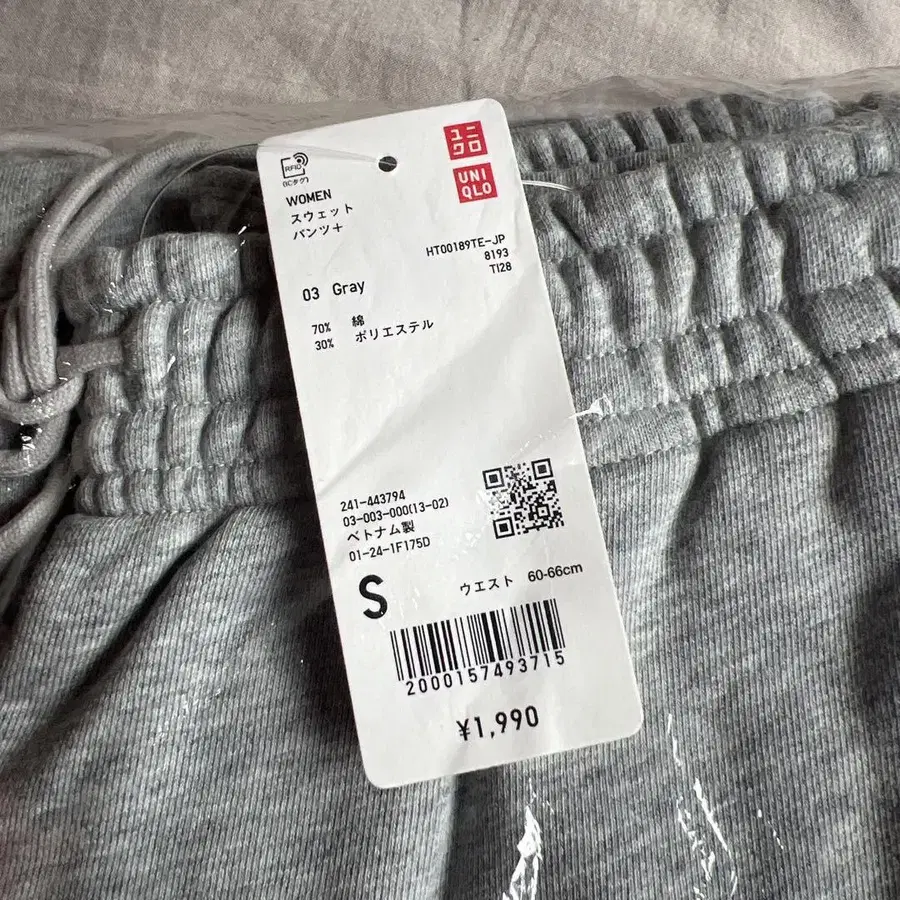 ユニ
クロ
UNI
QLO
RFID
(ICタグ)
WOMEN
スウェット
パンツ+
HT00189TE-JP
8193
TI28
03 Gray
70% 綿
30% ポリエステル
241-443794
03-003-000(13-02)
ベトナム製
01-24-1F175D
S
ウエスト 60-66cm
2000157493715
¥1,990